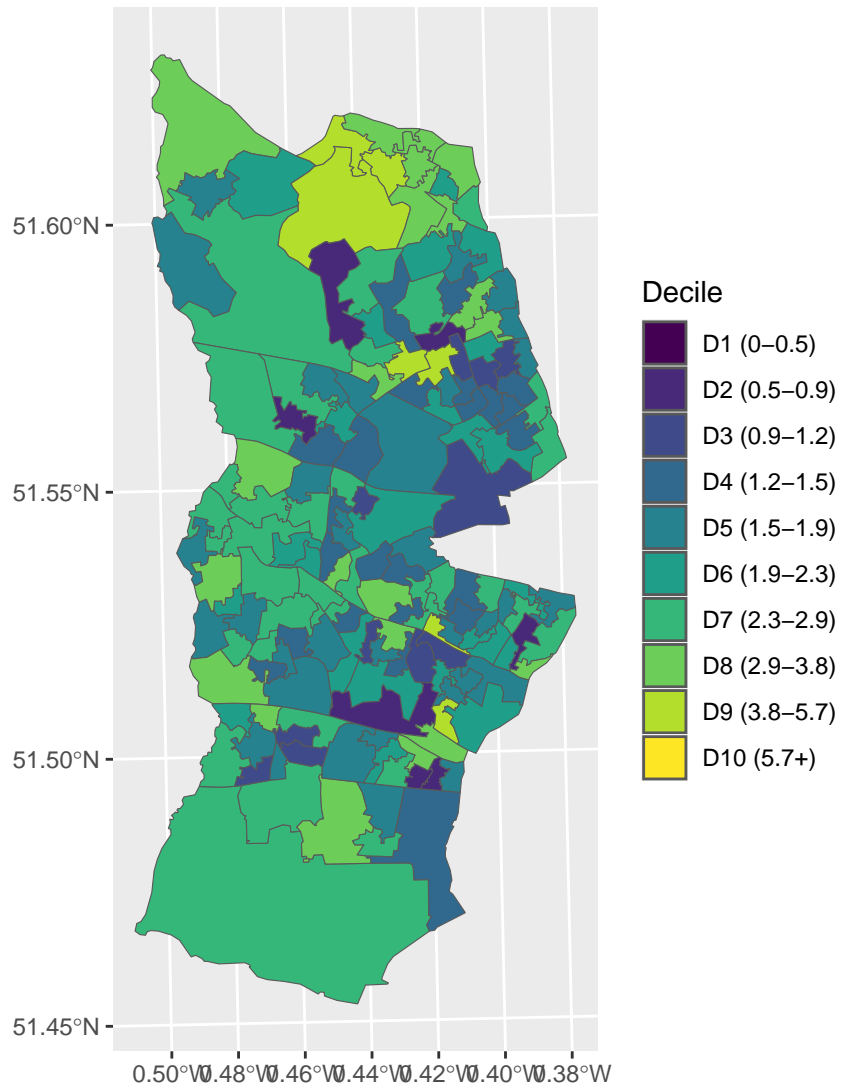 51.60°N
51.55°N
51.50°N
51.45°N
0.50°W 0.48°W 0.46°W 0.44°W 0.42°W 0.40°W 0.38°W
Decile
D1 (0−0.5)
D2 (0.5−0.9)
D3 (0.9−1.2)
D4 (1.2−1.5)
D5 (1.5−1.9)
D6 (1.9−2.3)
D7 (2.3−2.9)
D8 (2.9−3.8)
D9 (3.8−5.7)
D10 (5.7+)